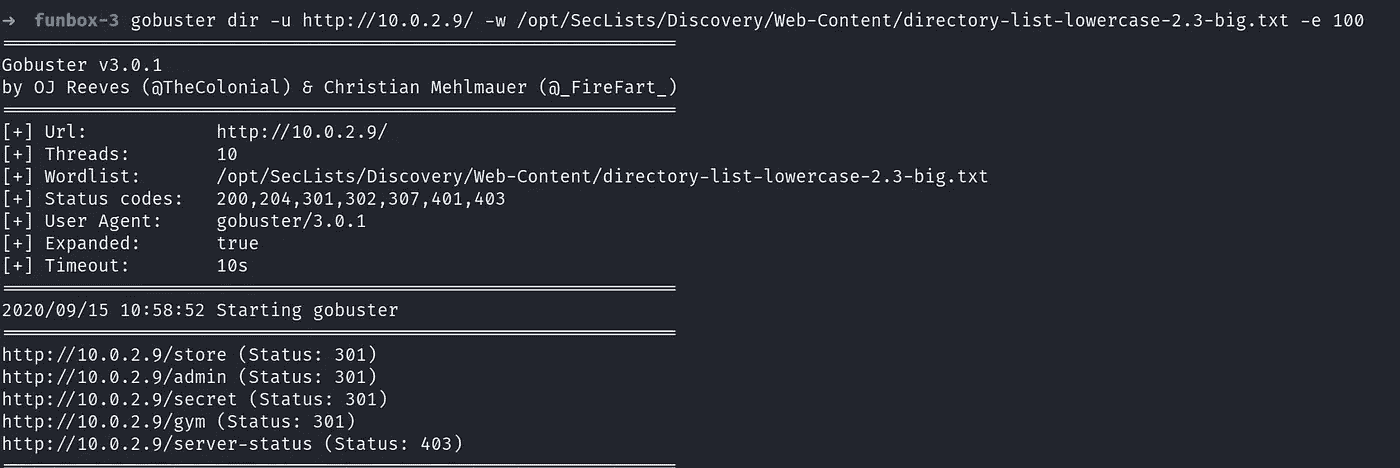 → funbox-3 gobuster dir -u http://10.0.2.9/ -w /opt/SecLists/Discovery/Web-Content/directory-list-lowercase-2.3-big.txt -e 100
Gobuster v3.0.1
by OJ Reeves (@TheColonial) & Christian Mehlmauer (@_FireFart_)
[+] Url: http://10.0.2.9/
[+] Threads: 10
[+] Wordlist: /opt/SecLists/Discovery/Web-Content/directory-list-lowercase-2.3-big.txt
[+] Status codes: 200,204,301,302,307,401,403
[+] User Agent: gobuster/3.0.1
[+] Expanded: true
[+] Timeout: 10s
2020/09/15 10:58:52 Starting gobuster
http://10.0.2.9/store (Status: 301)
http://10.0.2.9/admin (Status: 301)
http://10.0.2.9/secret (Status: 301)
http://10.0.2.9/gym (Status: 301)
http://10.0.2.9/server-status (Status: 403)